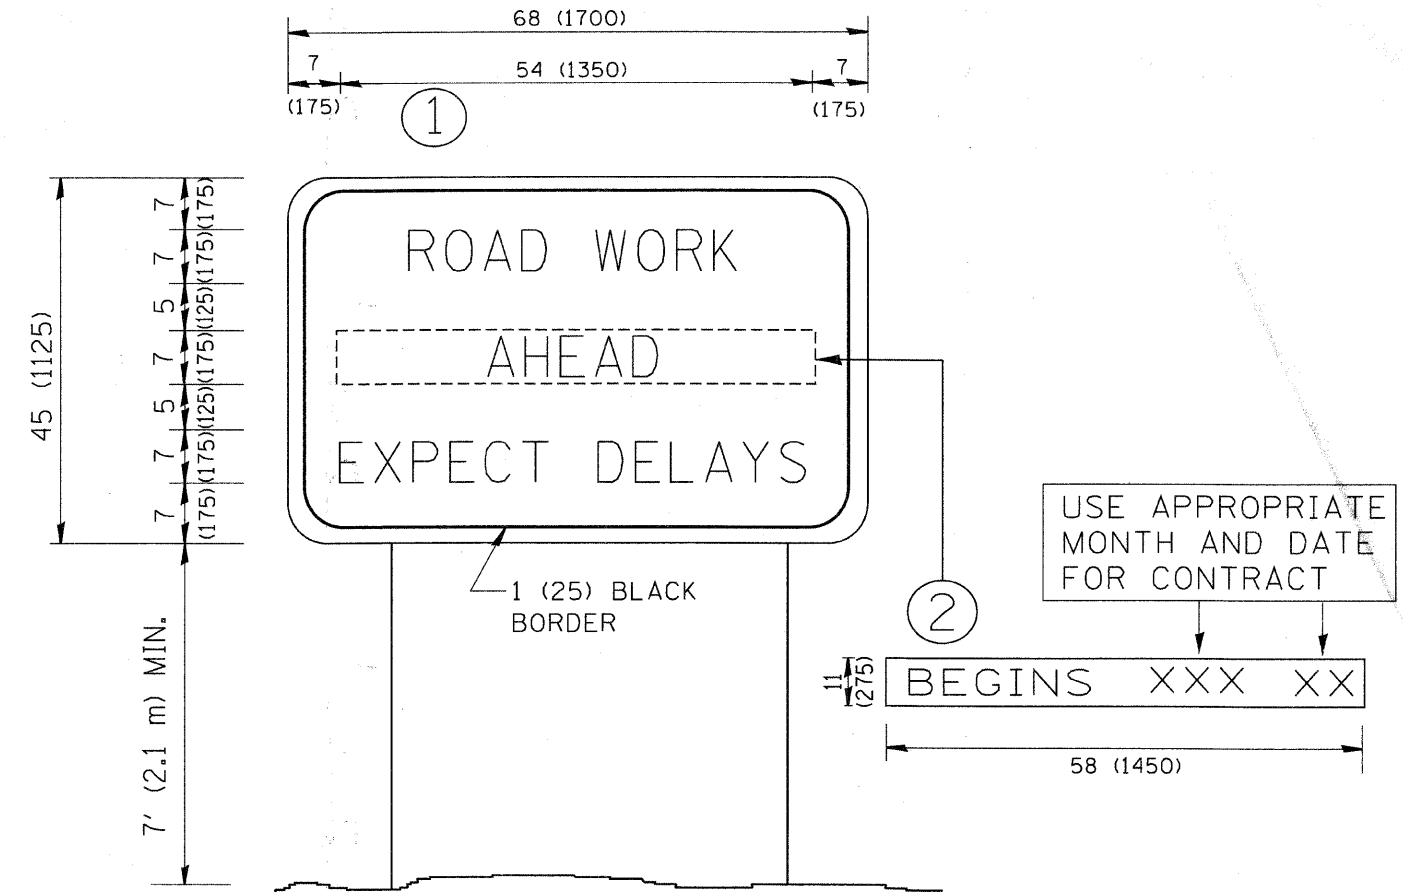 68 (1700)
7 54 (1350) 7
(175) (175)
1
7 (175)
7 (175)
5 (125)
7 (175)
5 (125)
7 (175)
7 (175)
45 (1125)
ROAD WORK
AHEAD
EXPECT DELAYS
1 (25) BLACK
BORDER
7' (2.1 m) MIN.
2
USE APPROPRIATE
MONTH AND DATE
FOR CONTRACT
11
(275)
BEGINS XXX XX
58 (1450)